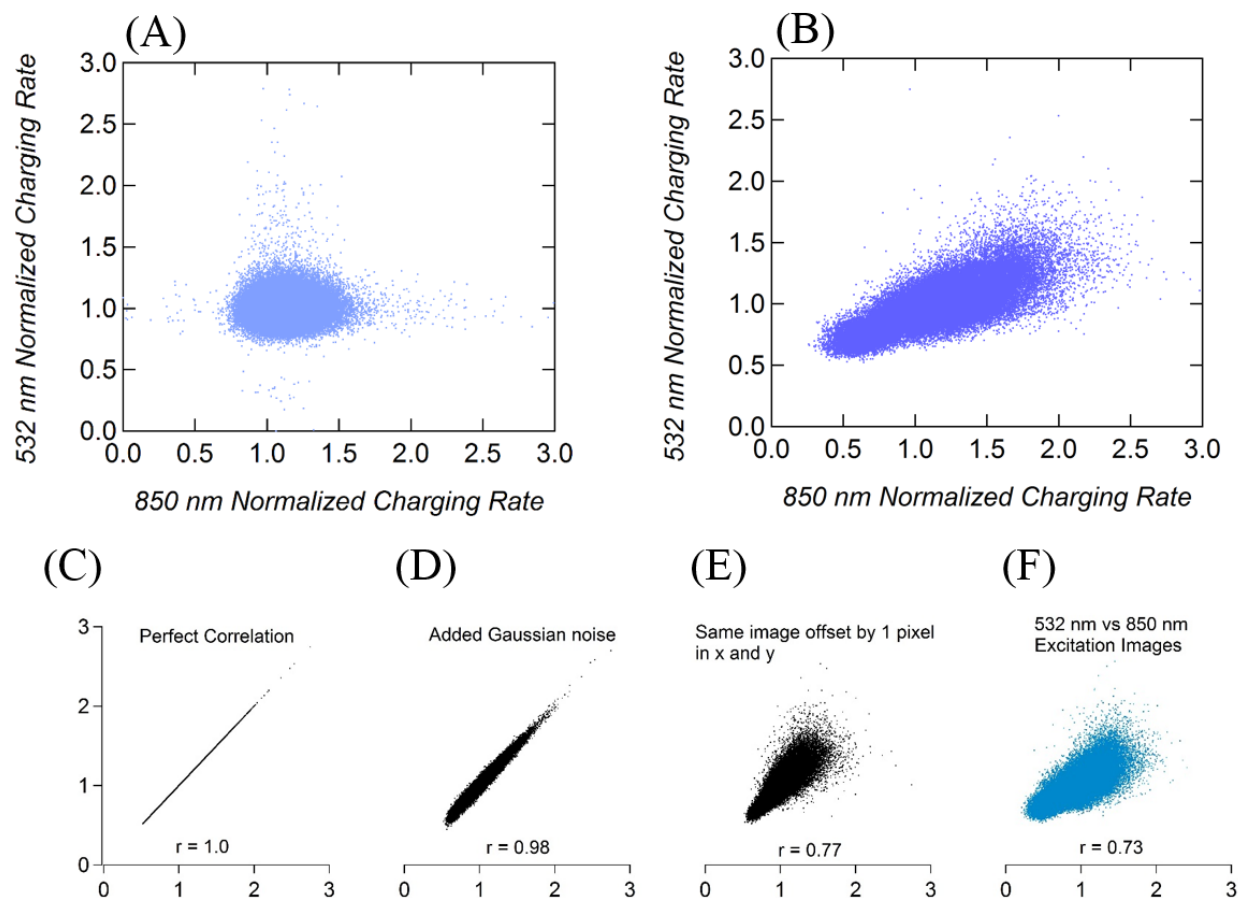 (A)
532 nm Normalized Charging Rate
3.0
2.5
2.0
1.5
1.0
0.5
0.0
0.0 0.5 1.0 1.5 2.0 2.5 3.0
850 nm Normalized Charging Rate
(B)
532 nm Normalized Charging Rate
3.0
2.5
2.0
1.5
1.0
0.5
0.0
0.0 0.5 1.0 1.5 2.0 2.5 3.0
850 nm Normalized Charging Rate
(C)
3
2
1
0
Perfect Correlation
r = 1.0
0 1 2 3
(D)
Added Gaussian noise
r = 0.98
0 1 2 3
(E)
Same image offset by 1 pixel
in x and y
r = 0.77
0 1 2 3
(F)
532 nm vs 850 nm
Excitation Images
r = 0.73
0 1 2 3